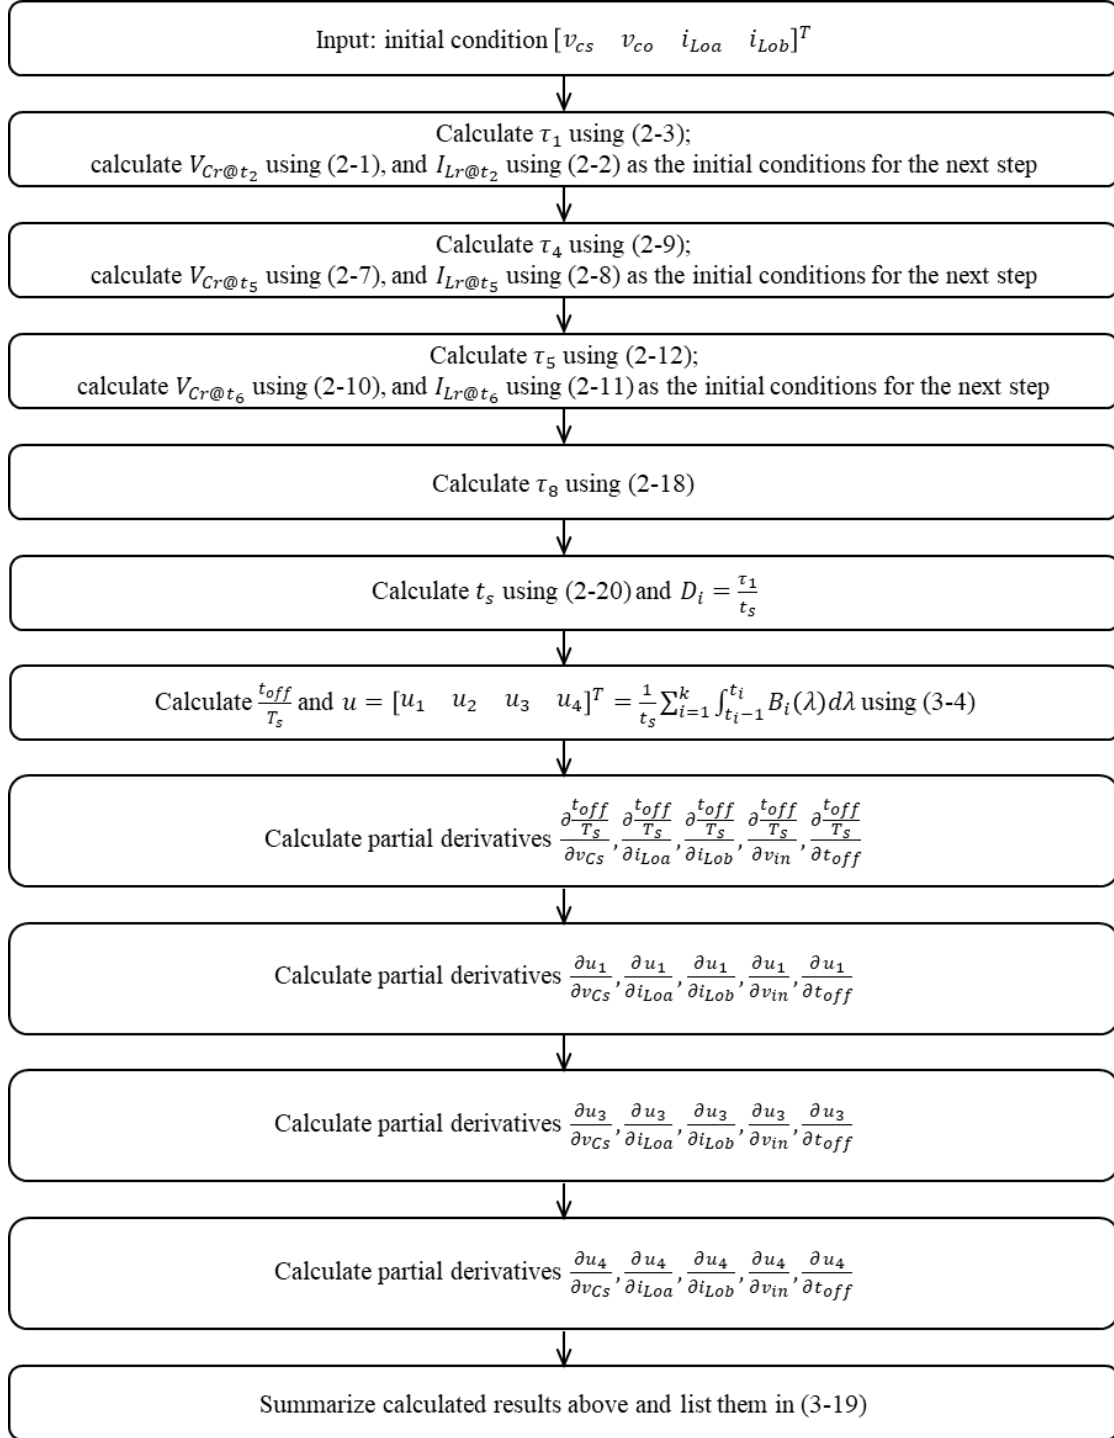 Input: initial condition [v_cs v_co i_Loa i_Lob]^T
Calculate τ_1 using (2-3);
calculate V_Cr@t_2 using (2-1), and I_Lr@t_2 using (2-2) as the initial conditions for the next step
Calculate τ_4 using (2-9);
calculate V_Cr@t_5 using (2-7), and I_Lr@t_5 using (2-8) as the initial conditions for the next step
Calculate τ_5 using (2-12);
calculate V_Cr@t_6 using (2-10), and I_Lr@t_6 using (2-11) as the initial conditions for the next step
Calculate τ_8 using (2-18)
Calculate t_s using (2-20) and D_i = τ_1/t_s
Calculate t_off/T_s and u = [u_1 u_2 u_3 u_4]^T = 1/t_s ∑_{i=1}^{k} ∫_{t_{i-1}}^{t_i} B_i(λ)dλ using (3-4)
Calculate partial derivatives ∂(t_off/T_s)/∂v_Cs, ∂(t_off/T_s)/∂i_Loa, ∂(t_off/T_s)/∂i_Lob, ∂(t_off/T_s)/∂v_in, ∂(t_off/T_s)/∂t_off
Calculate partial derivatives ∂u_1/∂v_Cs, ∂u_1/∂i_Loa, ∂u_1/∂i_Lob, ∂u_1/∂v_in, ∂u_1/∂t_off
Calculate partial derivatives ∂u_3/∂v_Cs, ∂u_3/∂i_Loa, ∂u_3/∂i_Lob, ∂u_3/∂v_in, ∂u_3/∂t_off
Calculate partial derivatives ∂u_4/∂v_Cs, ∂u_4/∂i_Loa, ∂u_4/∂i_Lob, ∂u_4/∂v_in, ∂u_4/∂t_off
Summarize calculated results above and list them in (3-19)